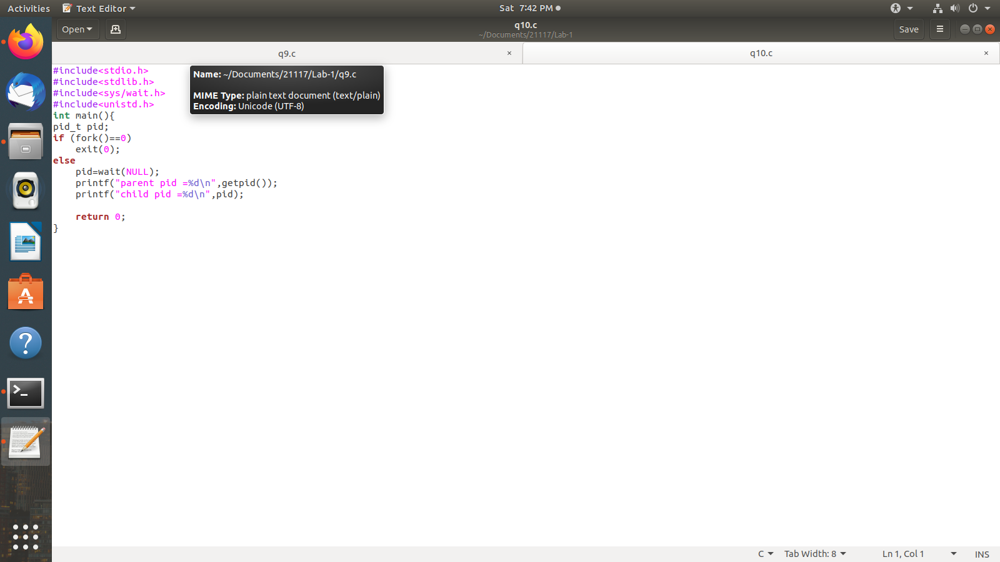 Activities Text Editor Sat 7:42 PM
Open q10.c Save
~/Documents/21117/Lab-1
q9.c × q10.c ×
#include<stdio.h>
#include<stdlib.h>
#include<sys/wait.h>
#include<unistd.h>
int main(){
pid_t pid;
if (fork()==0)
    exit(0);
else
    pid=wait(NULL);
    printf("parent pid =%d\n",getpid());
    printf("child pid =%d\n",pid);
    return 0;
}
Name: ~/Documents/21117/Lab-1/q9.c
MIME Type: plain text document (text/plain)
Encoding: Unicode (UTF-8)
C Tab Width: 8 Ln 1, Col 1 INS